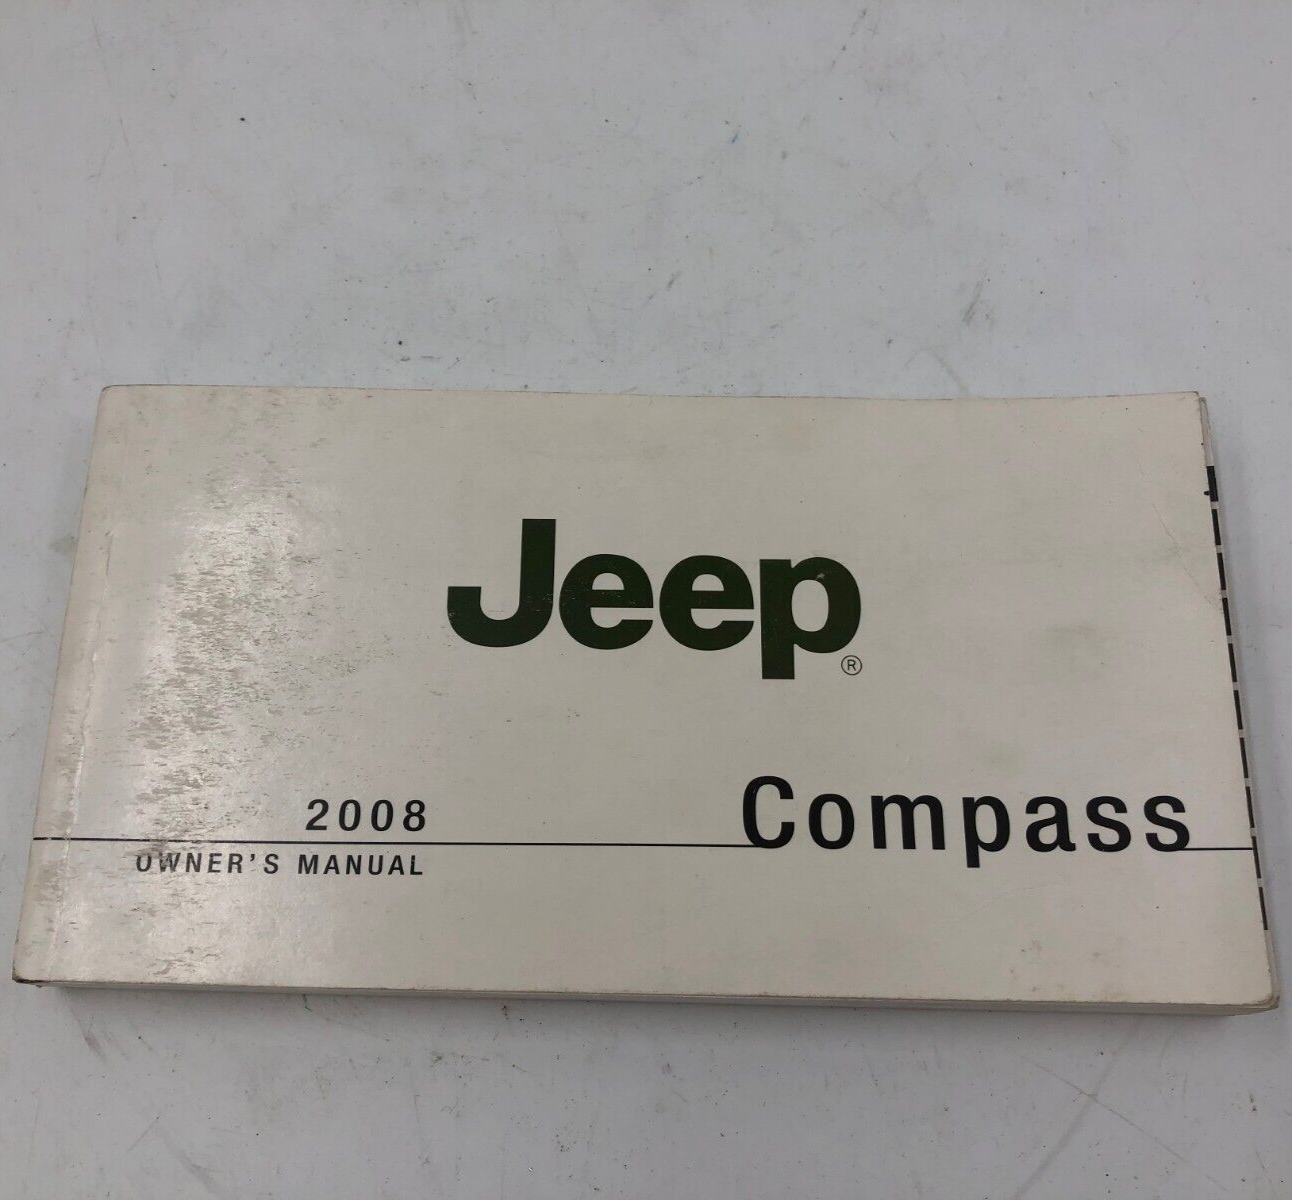 Jeep®
2008
Compass
OWNER'S MANUAL